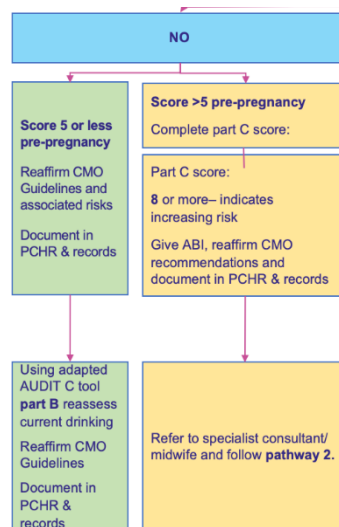 NO
Score 5 or less
pre-pregnancy
Reaffirm CMO
Guidelines and
associated risks
Document in
PCHR & records
Score >5 pre-pregnancy
Complete part C score:
Part C score:
8 or more– indicates
increasing risk
Give ABI, reaffirm CMO
recommendations and
document in PCHR & records
Using adapted
AUDIT C tool
part B reassess
current drinking
Reaffirm CMO
Guidelines
Document in
PCHR &
records
Refer to specialist consultant/
midwife and follow pathway 2.